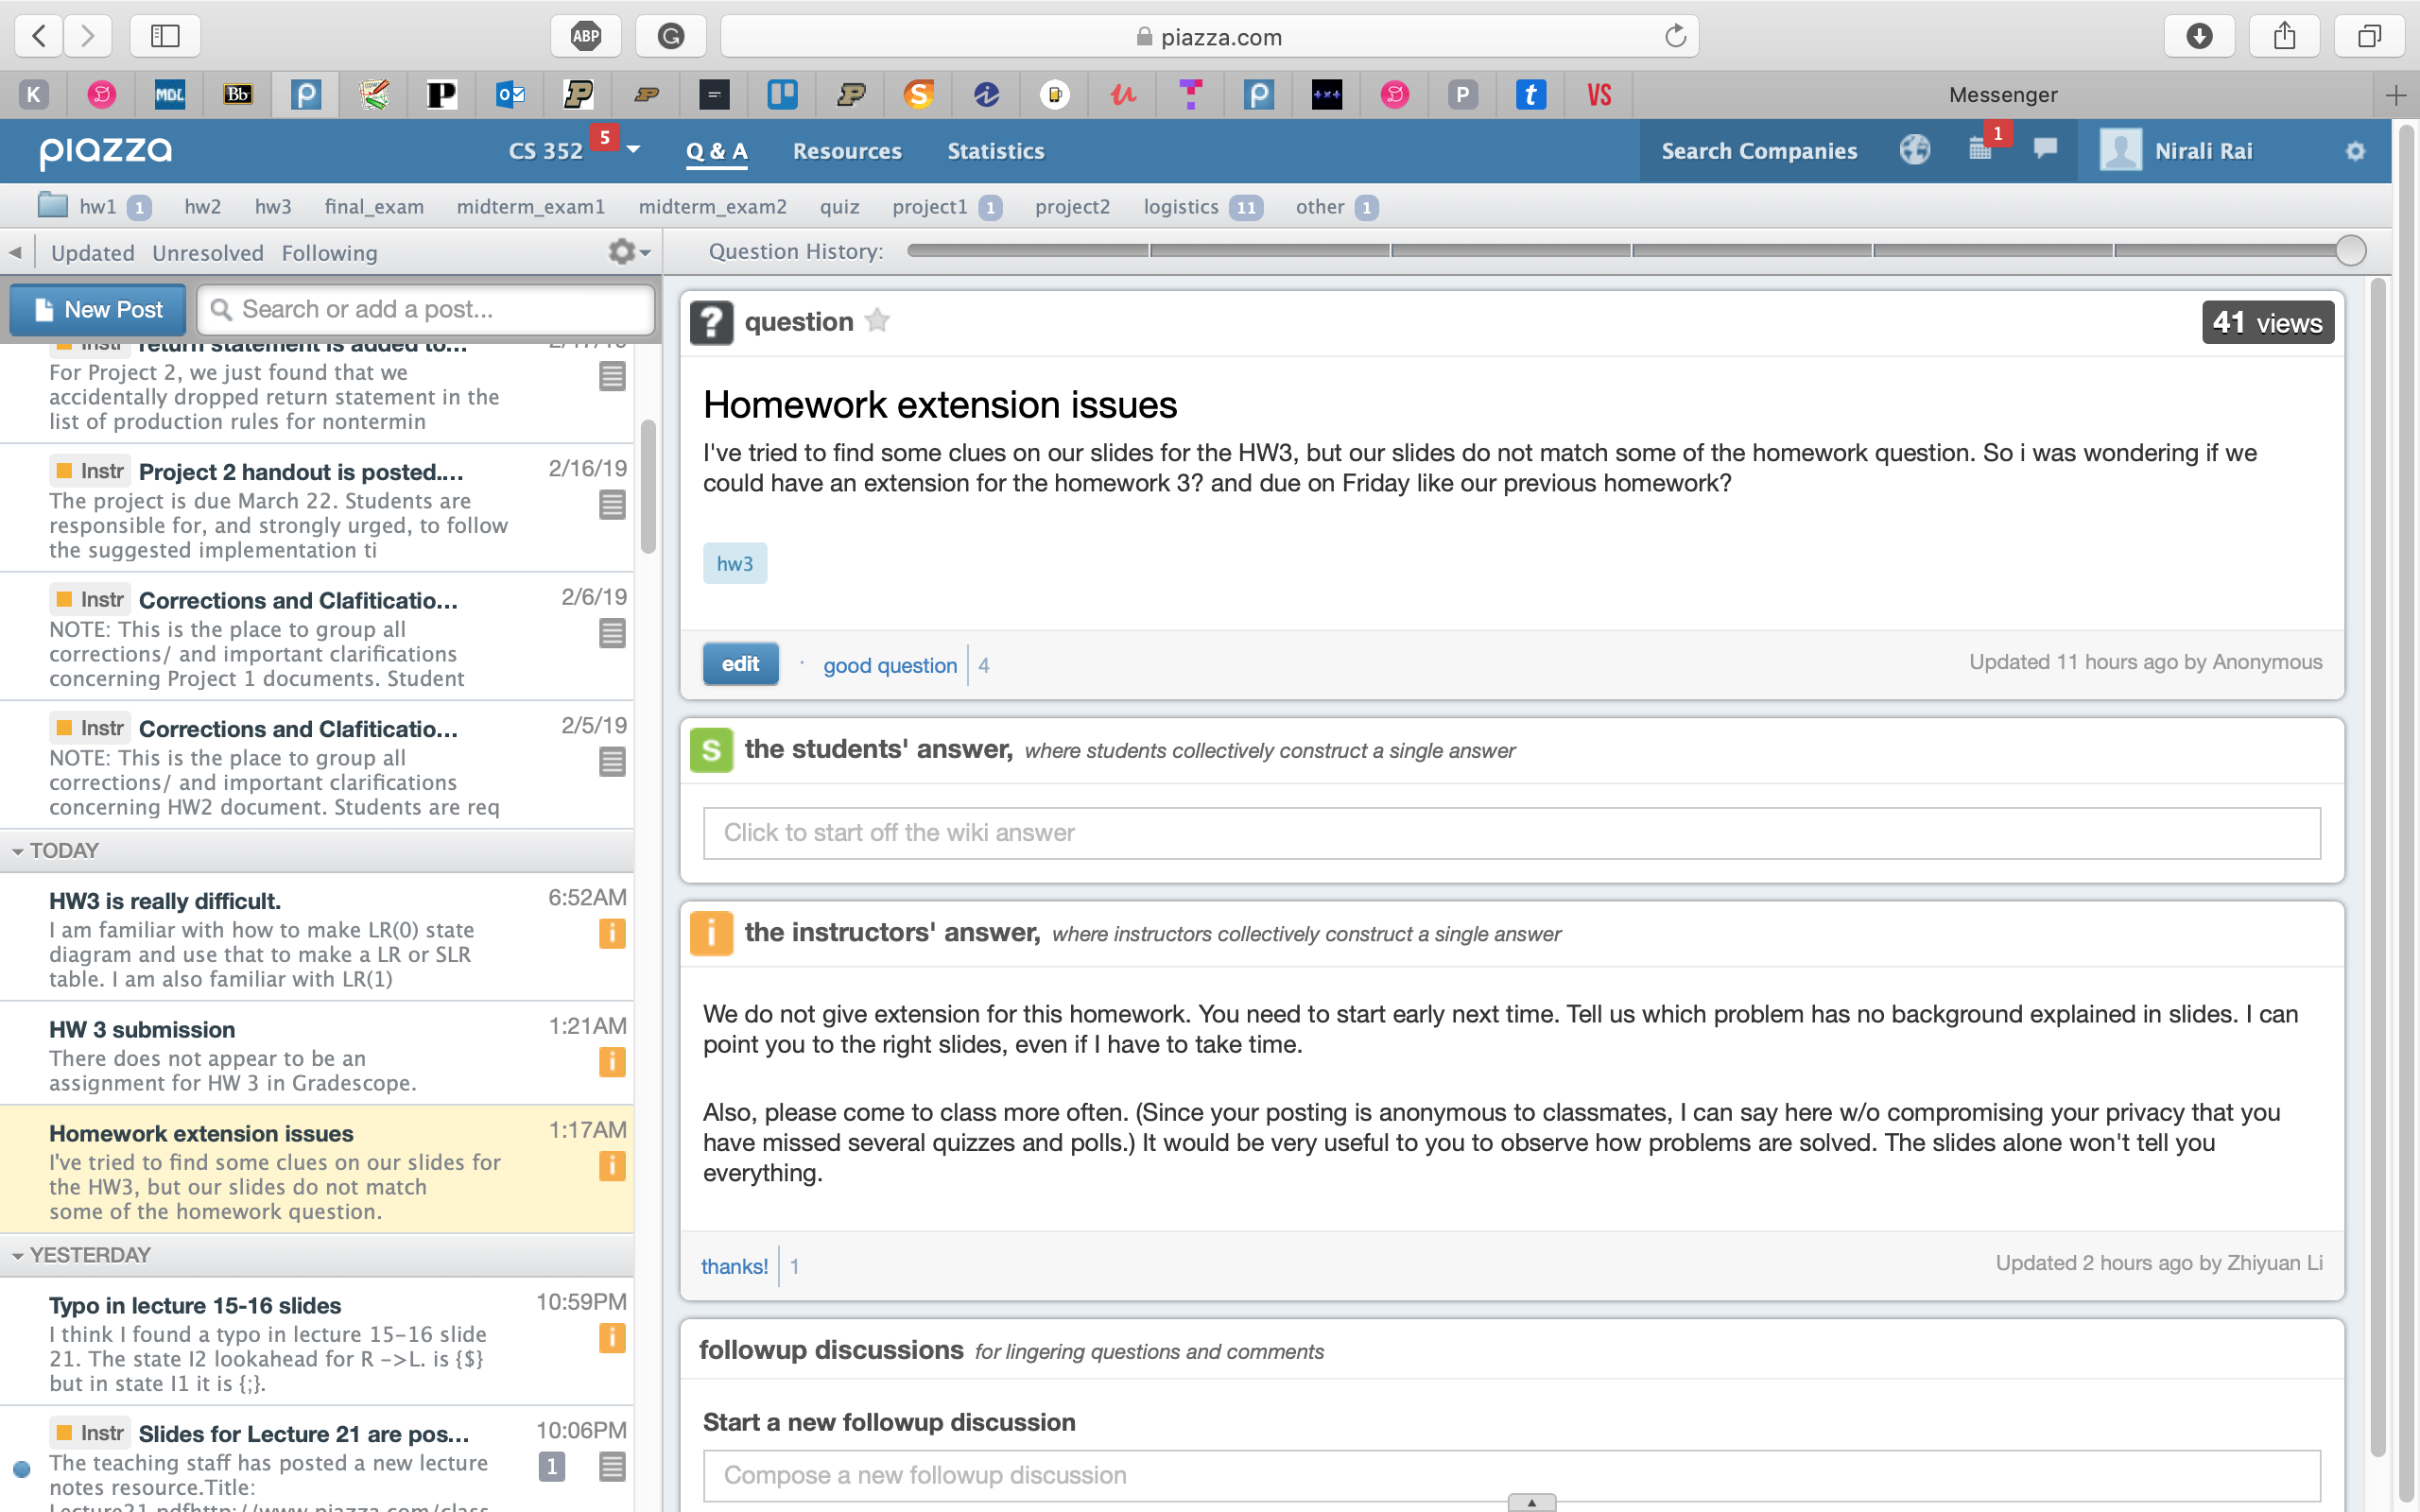 ABP
piazza.com
K
MDL
Bb
P
P
P
VS
Messenger
piazza
CS 352
5
Q & A
Resources
Statistics
Search Companies
1
Nirali Rai
hw1 1
hw2
hw3
final_exam
midterm_exam1
midterm_exam2
quiz
project1 1
project2
logistics 11
other 1
Updated Unresolved Following
Question History:
New Post
Search or add a post...
Instr return statement is added to...
For Project 2, we just found that we
accidentally dropped return statement in the
list of production rules for nontermin
Instr Project 2 handout is posted.... 2/16/19
The project is due March 22. Students are
responsible for, and strongly urged, to follow
the suggested implementation ti
Instr Corrections and Clafiticatio... 2/6/19
NOTE: This is the place to group all
corrections/ and important clarifications
concerning Project 1 documents. Student
Instr Corrections and Clafiticatio... 2/5/19
NOTE: This is the place to group all
corrections/ and important clarifications
concerning HW2 document. Students are req
TODAY
HW3 is really difficult. 6:52AM
I am familiar with how to make LR(0) state
diagram and use that to make a LR or SLR
table. I am also familiar with LR(1)
i
HW 3 submission 1:21AM
There does not appear to be an
assignment for HW 3 in Gradescope.
i
Homework extension issues 1:17AM
I've tried to find some clues on our slides for
the HW3, but our slides do not match
some of the homework question.
i
YESTERDAY
Typo in lecture 15-16 slides 10:59PM
I think I found a typo in lecture 15-16 slide
21. The state I2 lookahead for R ->L. is {$}
but in state I1 it is {;}.
i
Instr Slides for Lecture 21 are pos... 10:06PM
The teaching staff has posted a new lecture
notes resource.Title:
Lecture21.pdfhttp://www.piazza.com/class
1
? question
41 views
Homework extension issues
I've tried to find some clues on our slides for the HW3, but our slides do not match some of the homework question. So i was wondering if we
could have an extension for the homework 3? and due on Friday like our previous homework?
hw3
edit · good question 4
Updated 11 hours ago by Anonymous
S the students' answer, where students collectively construct a single answer
Click to start off the wiki answer
i the instructors' answer, where instructors collectively construct a single answer
We do not give extension for this homework. You need to start early next time. Tell us which problem has no background explained in slides. I can
point you to the right slides, even if I have to take time.
Also, please come to class more often. (Since your posting is anonymous to classmates, I can say here w/o compromising your privacy that you
have missed several quizzes and polls.) It would be very useful to you to observe how problems are solved. The slides alone won't tell you
everything.
thanks! 1
Updated 2 hours ago by Zhiyuan Li
followup discussions for lingering questions and comments
Start a new followup discussion
Compose a new followup discussion